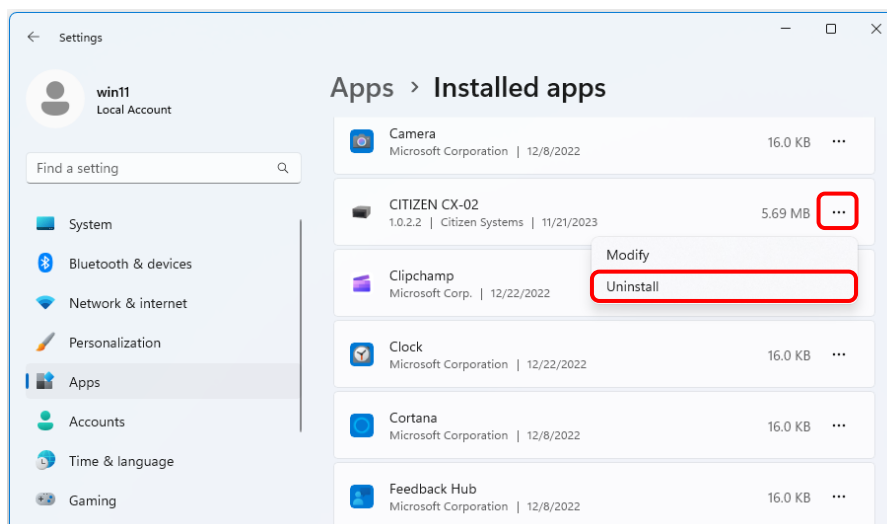 Settings
win11
Local Account
Find a setting
System
Bluetooth & devices
Network & internet
Personalization
Apps
Accounts
Time & language
Gaming
Apps > Installed apps
Camera
Microsoft Corporation | 12/8/2022
16.0 KB
CITIZEN CX-02
1.0.2.2 | Citizen Systems | 11/21/2023
5.69 MB
Modify
Uninstall
Clipchamp
Microsoft Corp. | 12/22/2022
Clock
Microsoft Corporation | 12/22/2022
16.0 KB
Cortana
Microsoft Corporation | 12/8/2022
16.0 KB
Feedback Hub
Microsoft Corporation | 12/8/2022
16.0 KB